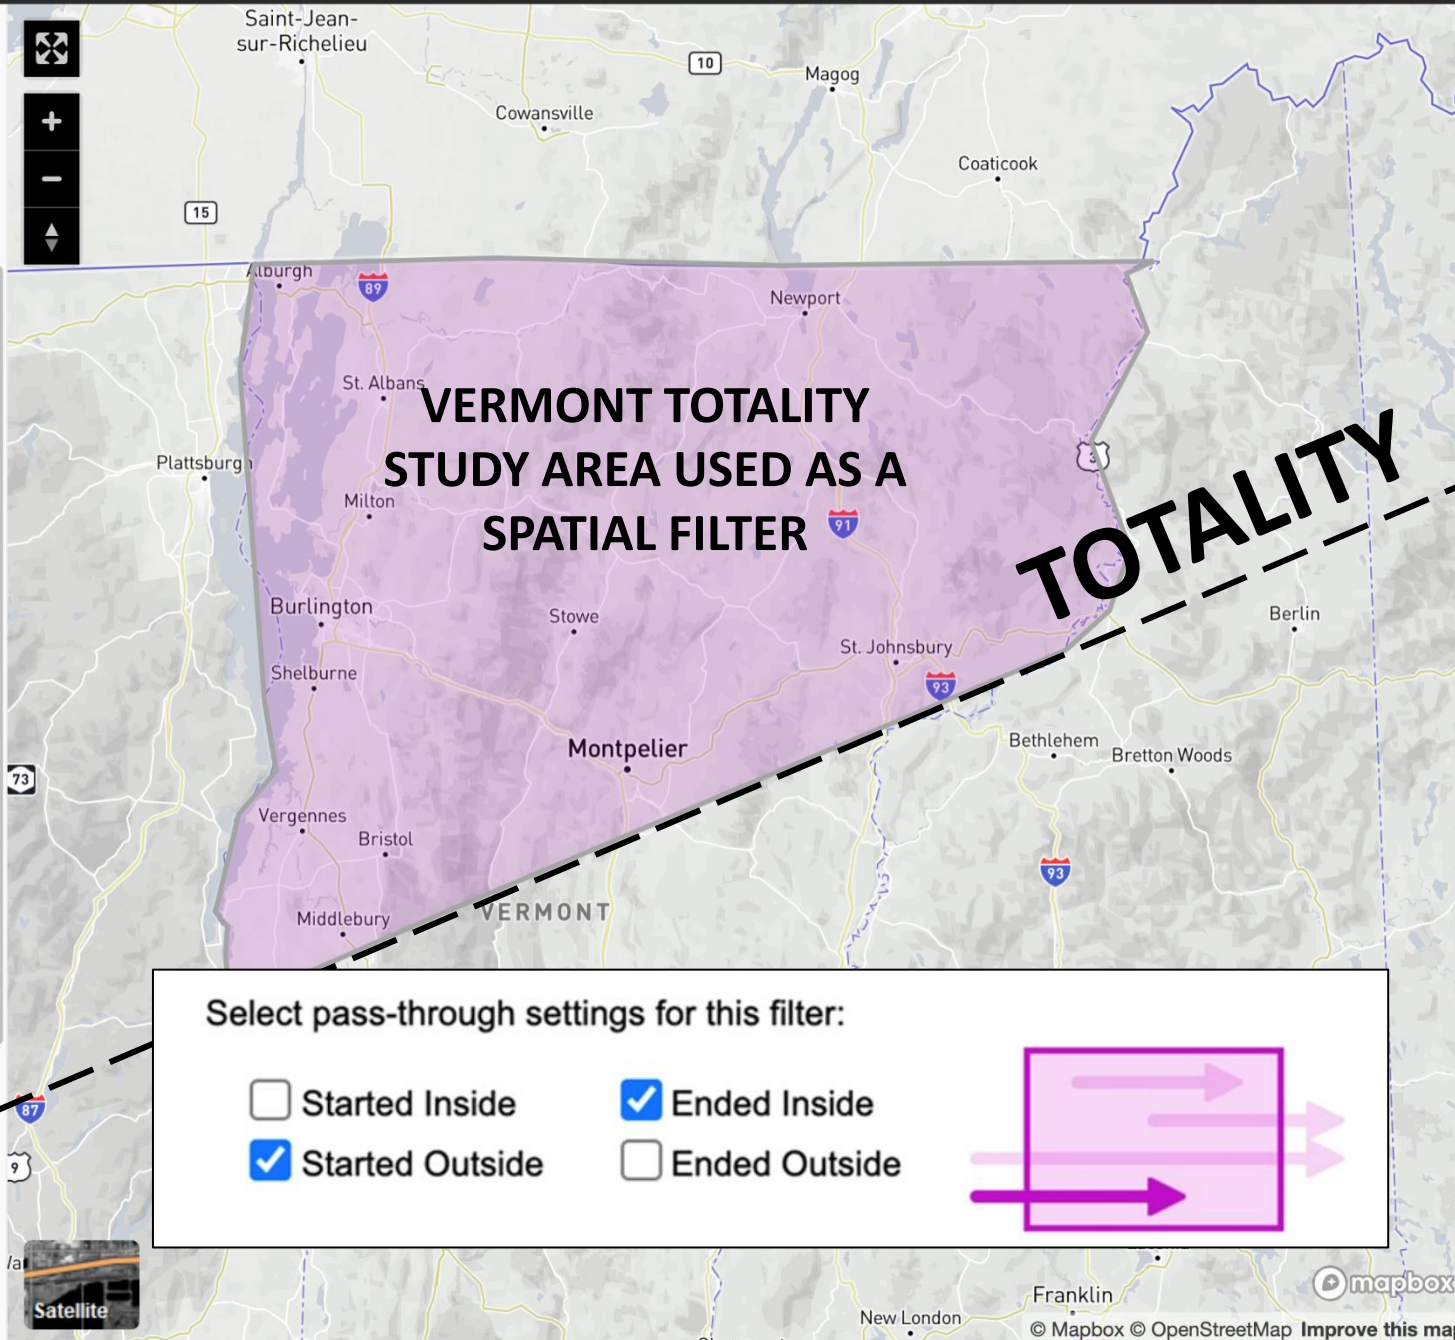 Saint-Jean-
sur-Richelieu
10
Magog
Cowansville
Coaticook
15
Alburgh
89
Newport
St. Albans
VERMONT TOTALITY
STUDY AREA USED AS A
SPATIAL FILTER
Plattsburgh
Milton
91
3
TOTALITY
Burlington
Stowe
Berlin
St. Johnsbury
Shelburne
93
Montpelier
Bethlehem
Bretton Woods
73
Vergennes
Bristol
93
Middlebury
VERMONT
Select pass-through settings for this filter:
Started Inside
Ended Inside
87
Started Outside
Ended Outside
9
Satellite
Franklin
mapbox
New London
© Mapbox © OpenStreetMap Improve this ma